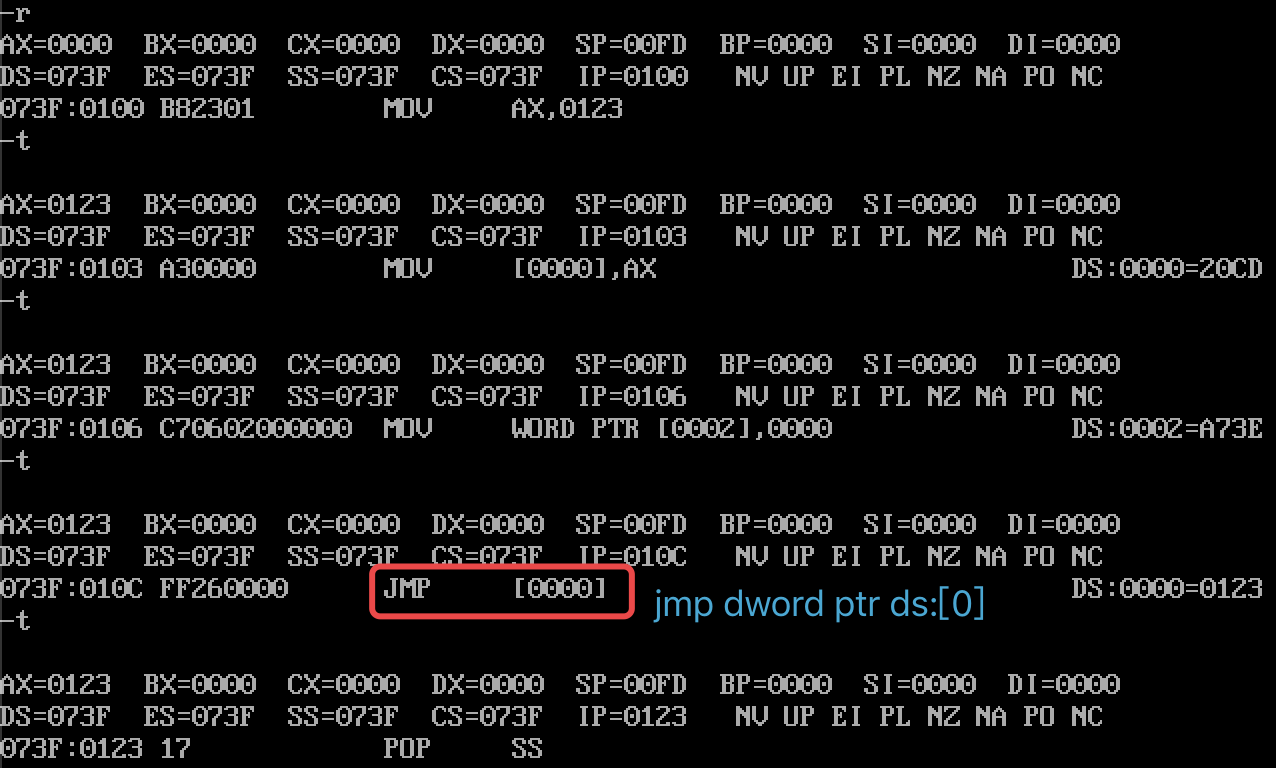 -r
AX=0000  BX=0000  CX=0000  DX=0000  SP=00FD  BP=0000  SI=0000  DI=0000
DS=073F  ES=073F  SS=073F  CS=073F  IP=0100   NV UP EI PL NZ NA PO NC
073F:0100 B82301        MOV     AX,0123
-t
AX=0123  BX=0000  CX=0000  DX=0000  SP=00FD  BP=0000  SI=0000  DI=0000
DS=073F  ES=073F  SS=073F  CS=073F  IP=0103   NV UP EI PL NZ NA PO NC
073F:0103 A30000        MOV     [0000],AX                          DS:0000=20CD
-t
AX=0123  BX=0000  CX=0000  DX=0000  SP=00FD  BP=0000  SI=0000  DI=0000
DS=073F  ES=073F  SS=073F  CS=073F  IP=0106   NV UP EI PL NZ NA PO NC
073F:0106 C70602000000  MOV     WORD PTR [0002],0000               DS:0002=A73E
-t
AX=0123  BX=0000  CX=0000  DX=0000  SP=00FD  BP=0000  SI=0000  DI=0000
DS=073F  ES=073F  SS=073F  CS=073F  IP=010C   NV UP EI PL NZ NA PO NC
073F:010C FF260000      JMP     [0000]  jmp dword ptr ds:[0]  DS:0000=0123
-t
AX=0123  BX=0000  CX=0000  DX=0000  SP=00FD  BP=0000  SI=0000  DI=0000
DS=073F  ES=073F  SS=073F  CS=073F  IP=0123   NV UP EI PL NZ NA PO NC
073F:0123 17            POP     SS